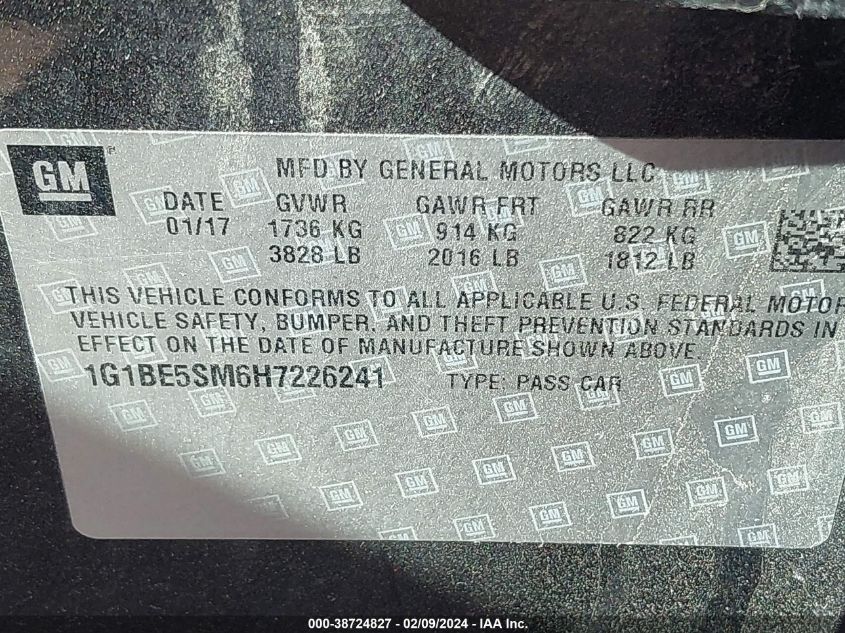 GM
MFD BY GENERAL MOTORS LLC
DATE GVWR GAWR FRT GAWR RR
01/17 1736 KG 914 KG 822 KG
3828 LB 2016 LB 1812 LB
THIS VEHICLE CONFORMS TO ALL APPLICABLE U.S. FEDERAL MOTOR
VEHICLE SAFETY, BUMPER, AND THEFT PREVENTION STANDARDS IN
EFFECT ON THE DATE OF MANUFACTURE SHOWN ABOVE.
1G1BE5SM6H7226241 TYPE: PASS CAR
000-38724827 - 02/09/2024 - IAA Inc.